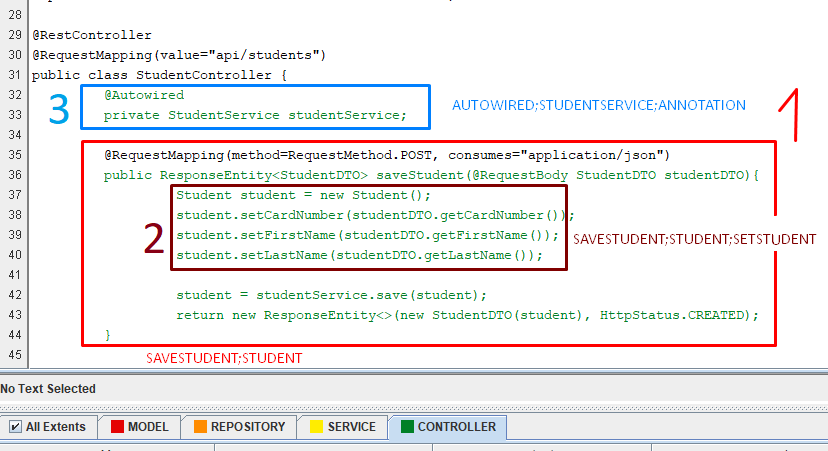 28
29 @RestController
30 @RequestMapping(value="api/students")
31 public class StudentController {
32 @Autowired
3
33 private StudentService studentService;
AUTOWIRED;STUDENTSERVICE;ANNOTATION
1
34
35 @RequestMapping(method=RequestMethod.POST, consumes="application/json")
36 public ResponseEntity<StudentDTO> saveStudent(@RequestBody StudentDTO studentDTO){
37 Student student = new Student();
38 student.setCardNumber(studentDTO.getCardNumber());
2
39 student.setFirstName(studentDTO.getFirstName());
SAVESTUDENT;STUDENT;SETSTUDENT
40 student.setLastName(studentDTO.getLastName());
41
42 student = studentService.save(student);
43 return new ResponseEntity<>(new StudentDTO(student), HttpStatus.CREATED);
44 }
45
SAVESTUDENT;STUDENT
No Text Selected
All Extents MODEL REPOSITORY SERVICE CONTROLLER